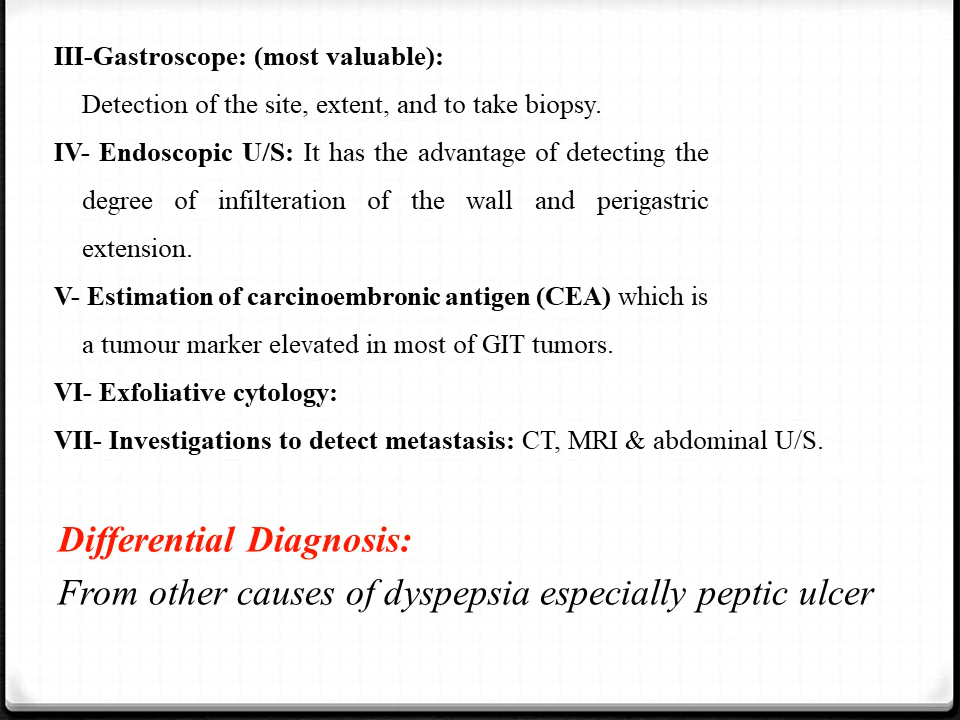 III-Gastroscope: (most valuable):
Detection of the site, extent, and to take biopsy.
IV- Endoscopic U/S: It has the advantage of detecting the
degree of infilteration of the wall and perigastric
extension.
V- Estimation of carcinoembronic antigen (CEA) which is
a tumour marker elevated in most of GIT tumors.
VI- Exfoliative cytology:
VII- Investigations to detect metastasis: CT, MRI & abdominal U/S.
Differential Diagnosis:
From other causes of dyspepsia especially peptic ulcer